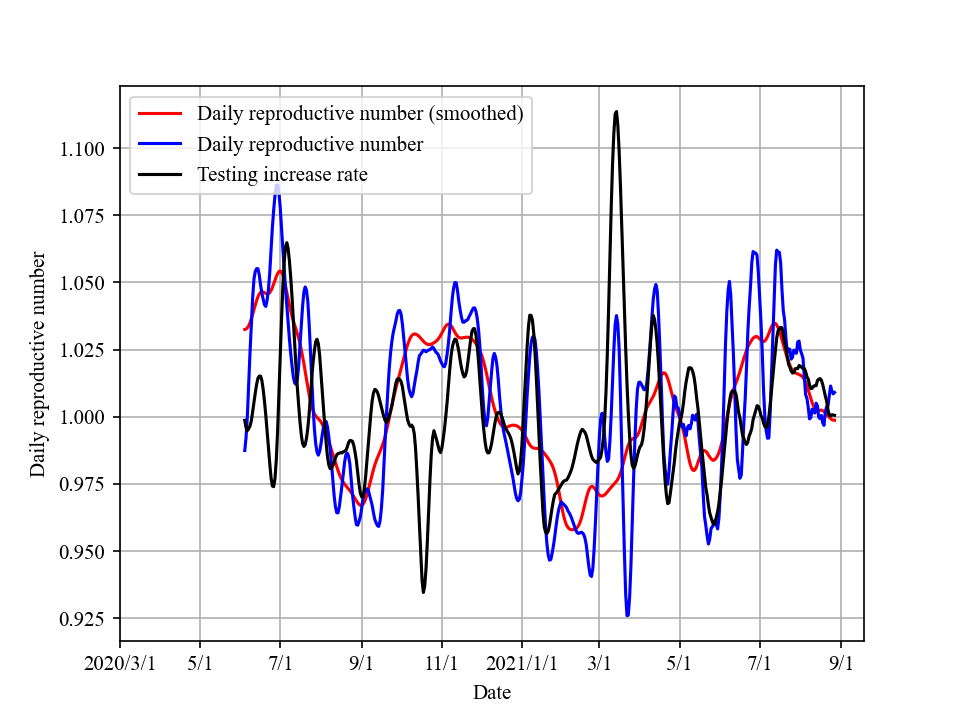 Daily reproductive number (smoothed)
Daily reproductive number
Testing increase rate
Daily reproductive number
1.100
1.075
1.050
1.025
1.000
0.975
0.950
0.925
2020/3/1 5/1 7/1 9/1 11/1 2021/1/1 3/1 5/1 7/1 9/1
Date